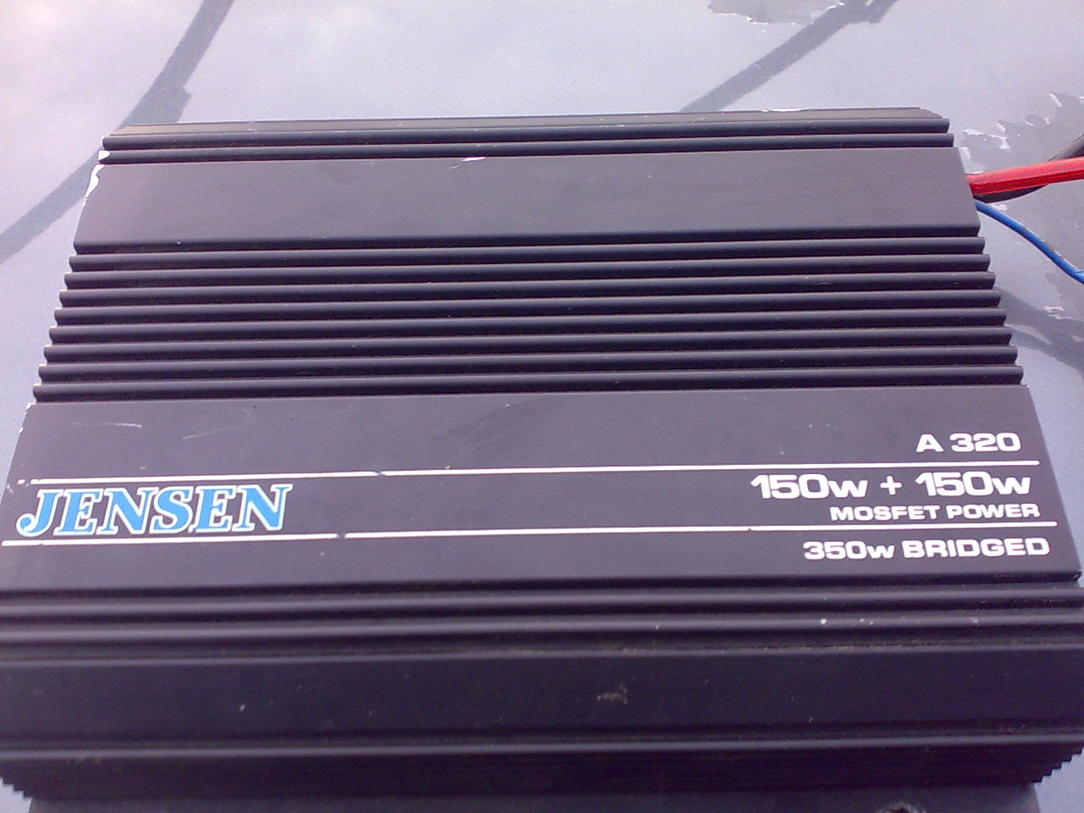 A 320
JENSEN
150w + 150w
MOSFET POWER
350w BRIDGED